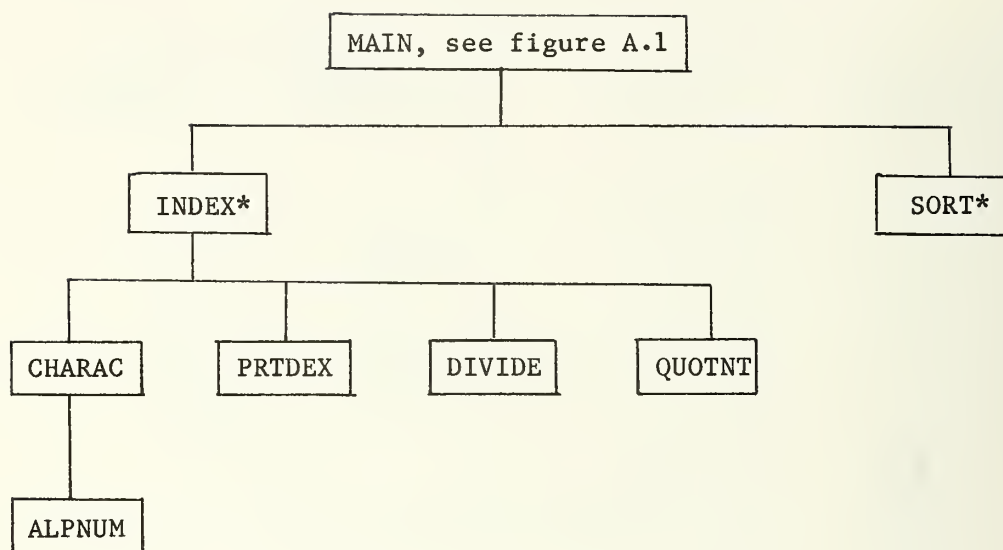 MAIN, see figure A.1
INDEX*
SORT*
CHARAC
PRTDEX
DIVIDE
QUOTNT
ALPNUM